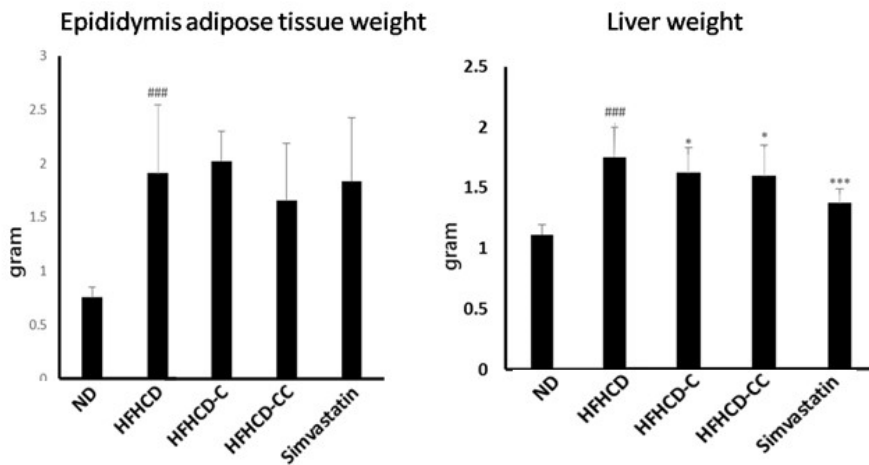 Epididymis adipose tissue weight
3
2.5
2
1.5
1
0.5
0
gram
###
ND
HFHCD
HFHCD-C
HFHCD-CC
Simvastatin
Liver weight
2.5
2
1.5
1
0.5
0
gram
###
*
*
***
ND
HFHCD
HFHCD-C
HFHCD-CC
Simvastatin